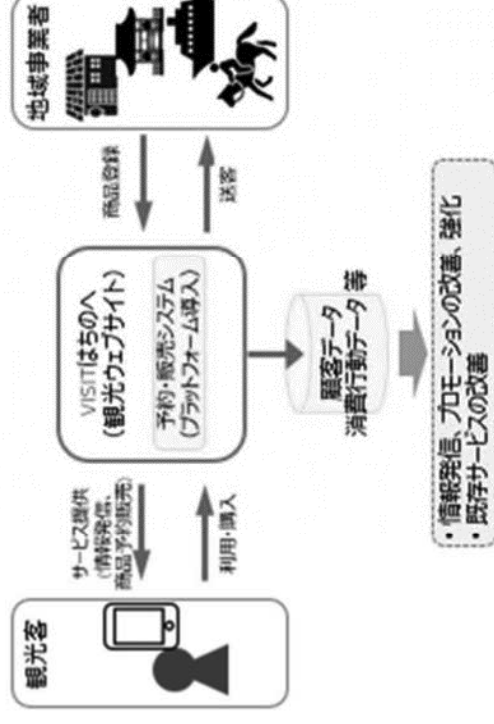 観光客
サービス提供
(情報発信、
商品予約販売)
利用・購入
VISITはちのへ
(観光ウェブサイト)
予約・販売システム
(プラットフォーム導入)
商品登録
送客
地域事業者
顧客データ
消費行動データ 等
・情報発信、プロモーションの改善、強化
・既存サービスの改善